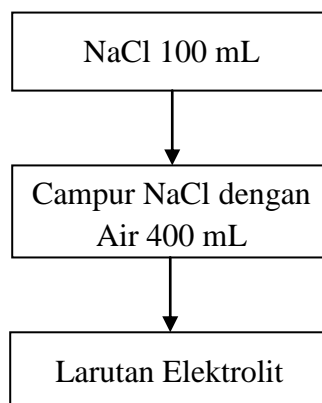 NaCl 100 mL
Campur NaCl dengan
Air 400 mL
Larutan Elektrolit